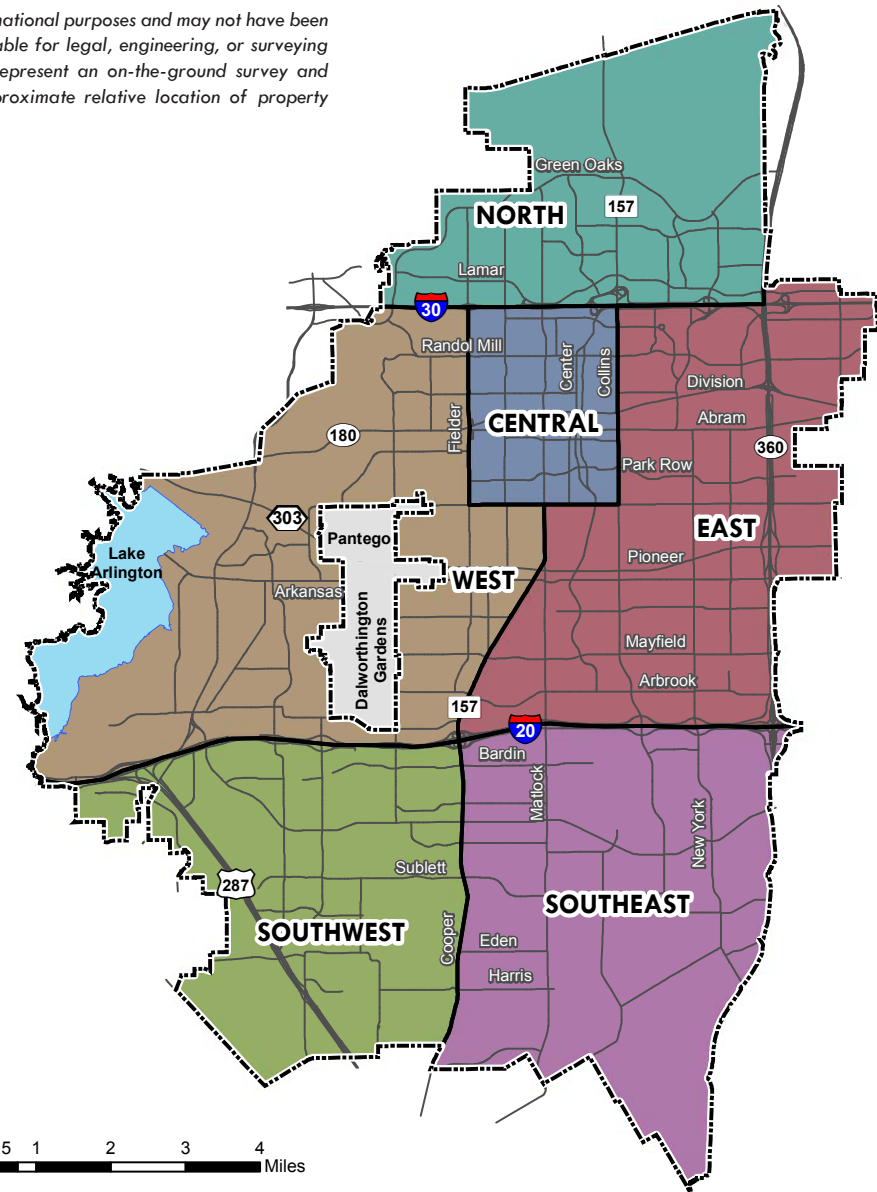 national purposes and may not have been
able for legal, engineering, or surveying
epresent an on-the-ground survey and
proximate relative location of property
Green Oaks
NORTH
157
Lamar
30
Randol Mill
Center
Collins
Division
Fielder
CENTRAL
Abram
180
360
Park Row
303
Pantego
EAST
Lake
Arlington
Pioneer
WEST
Arkansas
Dalworthington
Gardens
Mayfield
Arbrook
157
20
Bardin
Matlock
New York
Sublett
287
SOUTHEAST
SOUTHWEST
Cooper
Eden
Harris
5 1 2 3 4
Miles